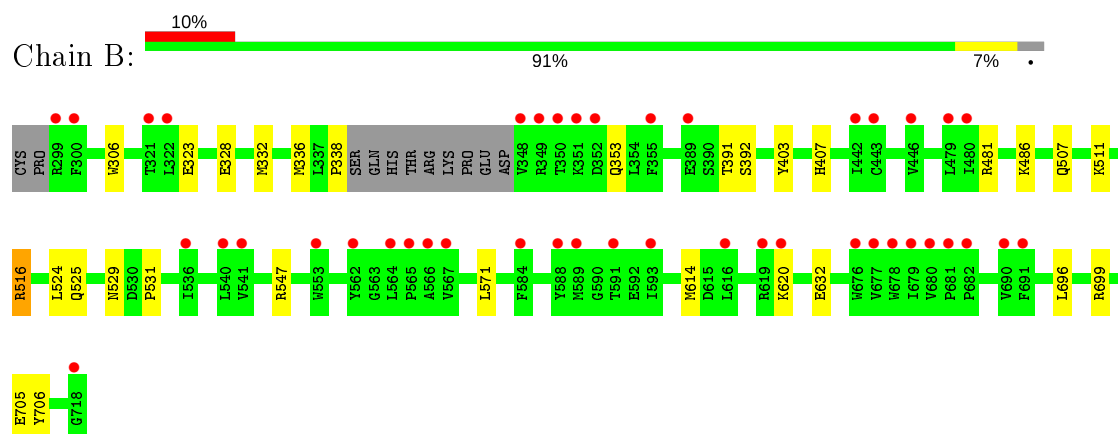 10%
Chain B:
91% 7% •
CYS PRO R299 F300 W306 T321 L322 E323 E328 M332 M336 L337 P338 SER GLN HIS THR ARG LYS PRO GLU ASP V348 R349 T350 K351 D352 Q353 L354 F355 E389 S390 T391 S392 Y403 H407 I442 C443 V446 L479 I480 R481 K486 Q507 K511
R516 L524 Q525 N529 D530 P531 I536 L540 V541 R547 W553 Y562 G563 L564 P565 A566 V567 L571 F584 Y588 M589 G590 T591 E592 I593 M614 D615 L616 R619 K620 E632 W676 V677 W678 I679 V680 P681 P682 V690 F691 L696 R699
E705 Y706 G718